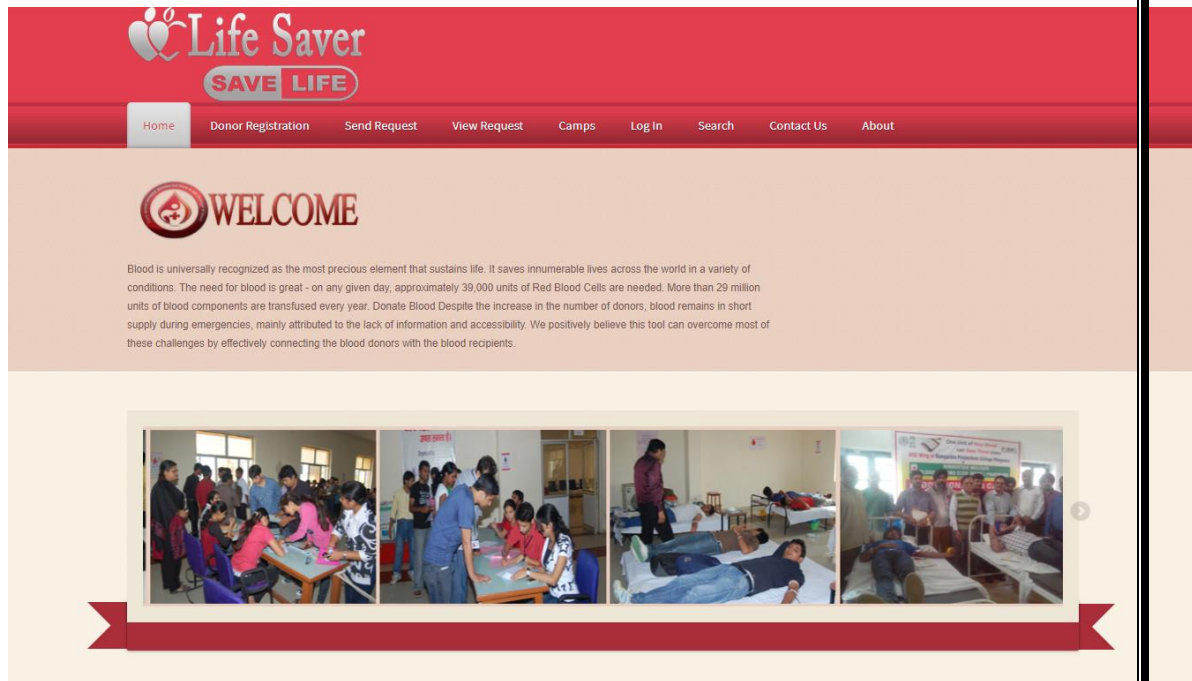 Life Saver
SAVE LIFE
Home Donor Registration Send Request View Request Camps Log In Search Contact Us About
WELCOME
Blood is universally recognized as the most precious element that sustains life. It saves innumerable lives across the world in a variety of
conditions. The need for blood is great - on any given day, approximately 39,000 units of Red Blood Cells are needed. More than 29 million
units of blood components are transfused every year. Donate Blood Despite the increase in the number of donors, blood remains in short
supply during emergencies, mainly attributed to the lack of information and accessibility. We positively believe this tool can overcome most of
these challenges by effectively connecting the blood donors with the blood recipients.